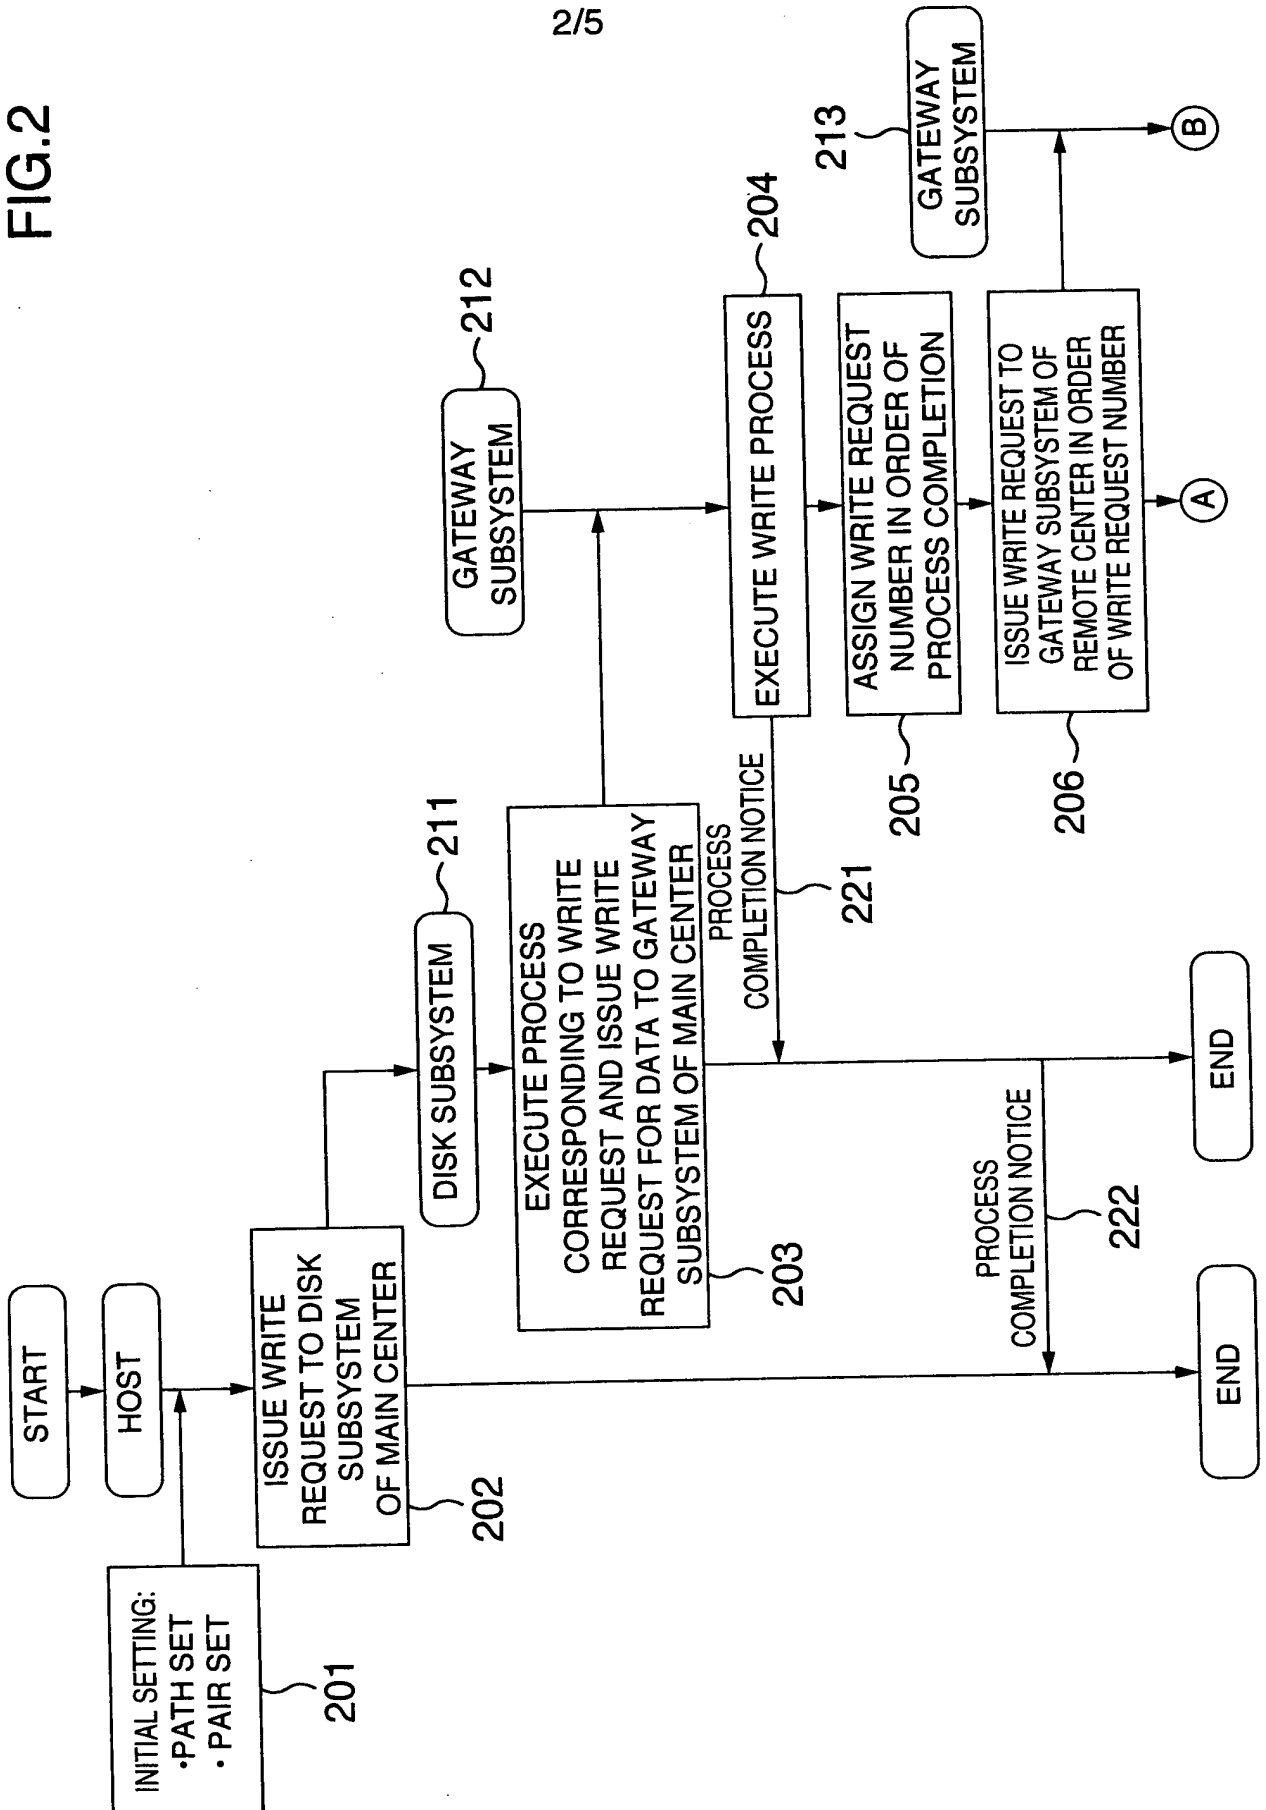 2/5
FIG.2
START
HOST
INITIAL SETTING:
•PATH SET
• PAIR SET
201
ISSUE WRITE
REQUEST TO DISK
SUBSYSTEM
OF MAIN CENTER
202
DISK SUBSYSTEM
211
EXECUTE PROCESS
CORRESPONDING TO WRITE
REQUEST AND ISSUE WRITE
REQUEST FOR DATA TO GATEWAY
SUBSYSTEM OF MAIN CENTER
203
GATEWAY
SUBSYSTEM
212
EXECUTE WRITE PROCESS
204
PROCESS
COMPLETION NOTICE
221
ASSIGN WRITE REQUEST
NUMBER IN ORDER OF
PROCESS COMPLETION
205
ISSUE WRITE REQUEST TO
GATEWAY SUBSYSTEM OF
REMOTE CENTER IN ORDER
OF WRITE REQUEST NUMBER
206
GATEWAY
SUBSYSTEM
213
PROCESS
COMPLETION NOTICE
222
END
END
A
B